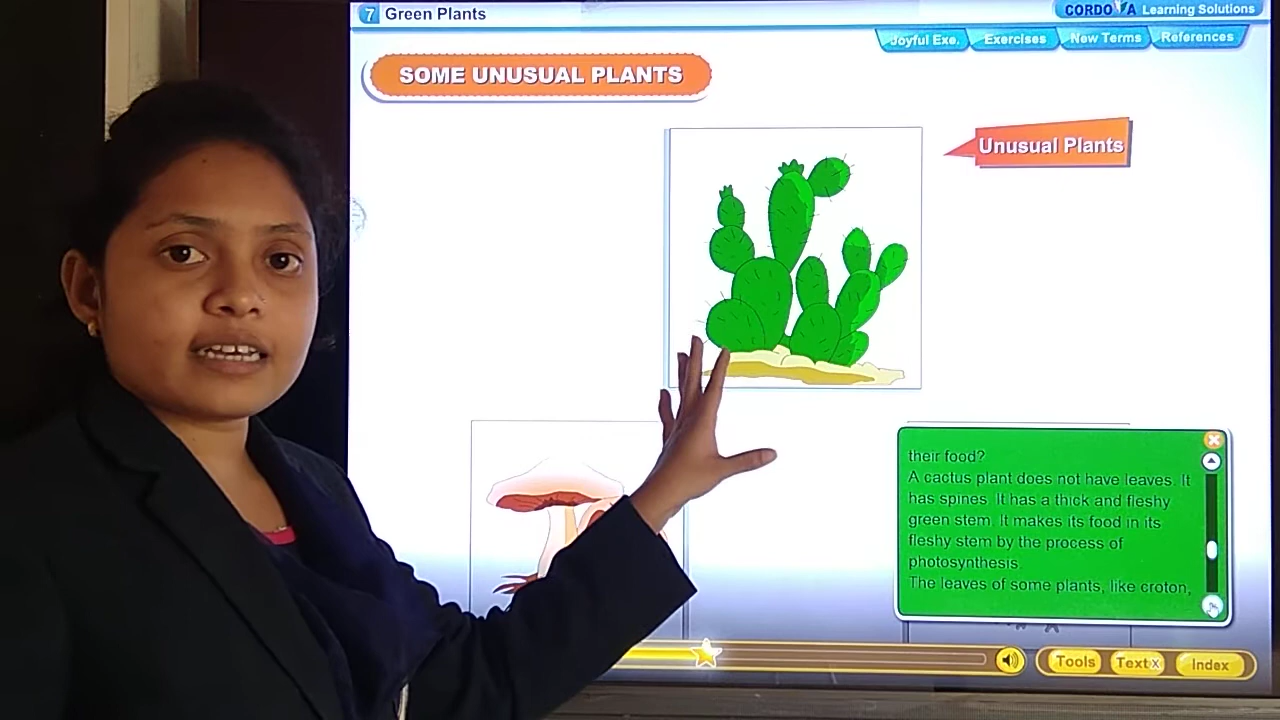 7 Green Plants
CORDOVA Learning Solutions
Joyful Exe. Exercises New Terms References
SOME UNUSUAL PLANTS
Unusual Plants
their food?
A cactus plant does not have leaves. It
has spines. It has a thick and fleshy
green stem. It makes its food in its
fleshy stem by the process of
photosynthesis.
The leaves of some plants, like croton,
Tools Text x Index